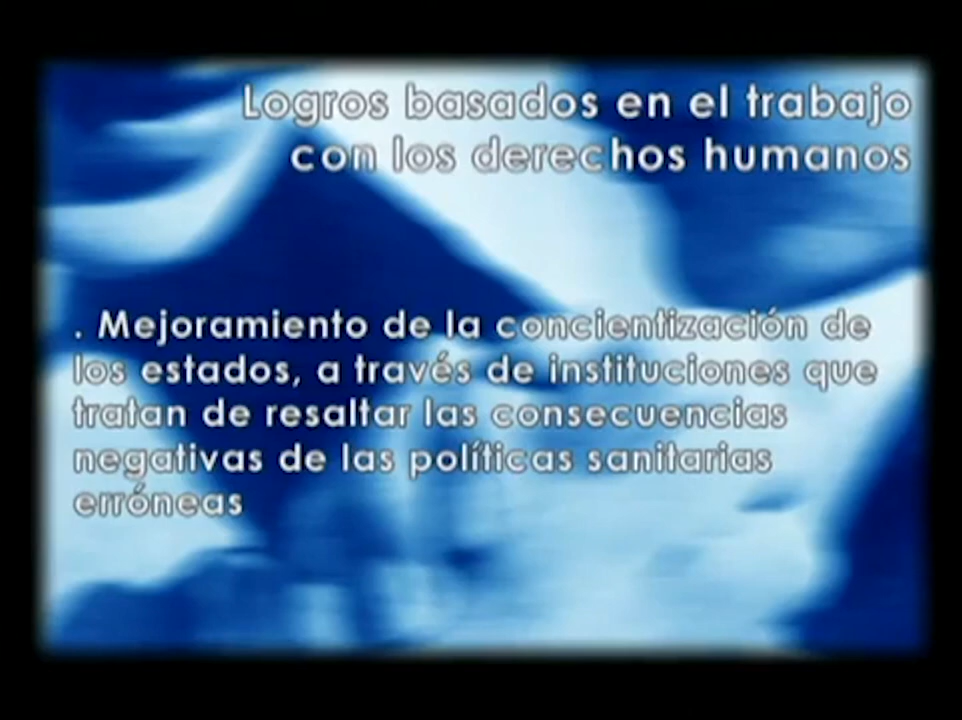 Logros basados en el trabajo
con los derechos humanos
. Mejoramiento de la concientización de
los estados, a través de instituciones que
tratan de resaltar las consecuencias
negativas de las políticas sanitarias
erróneas